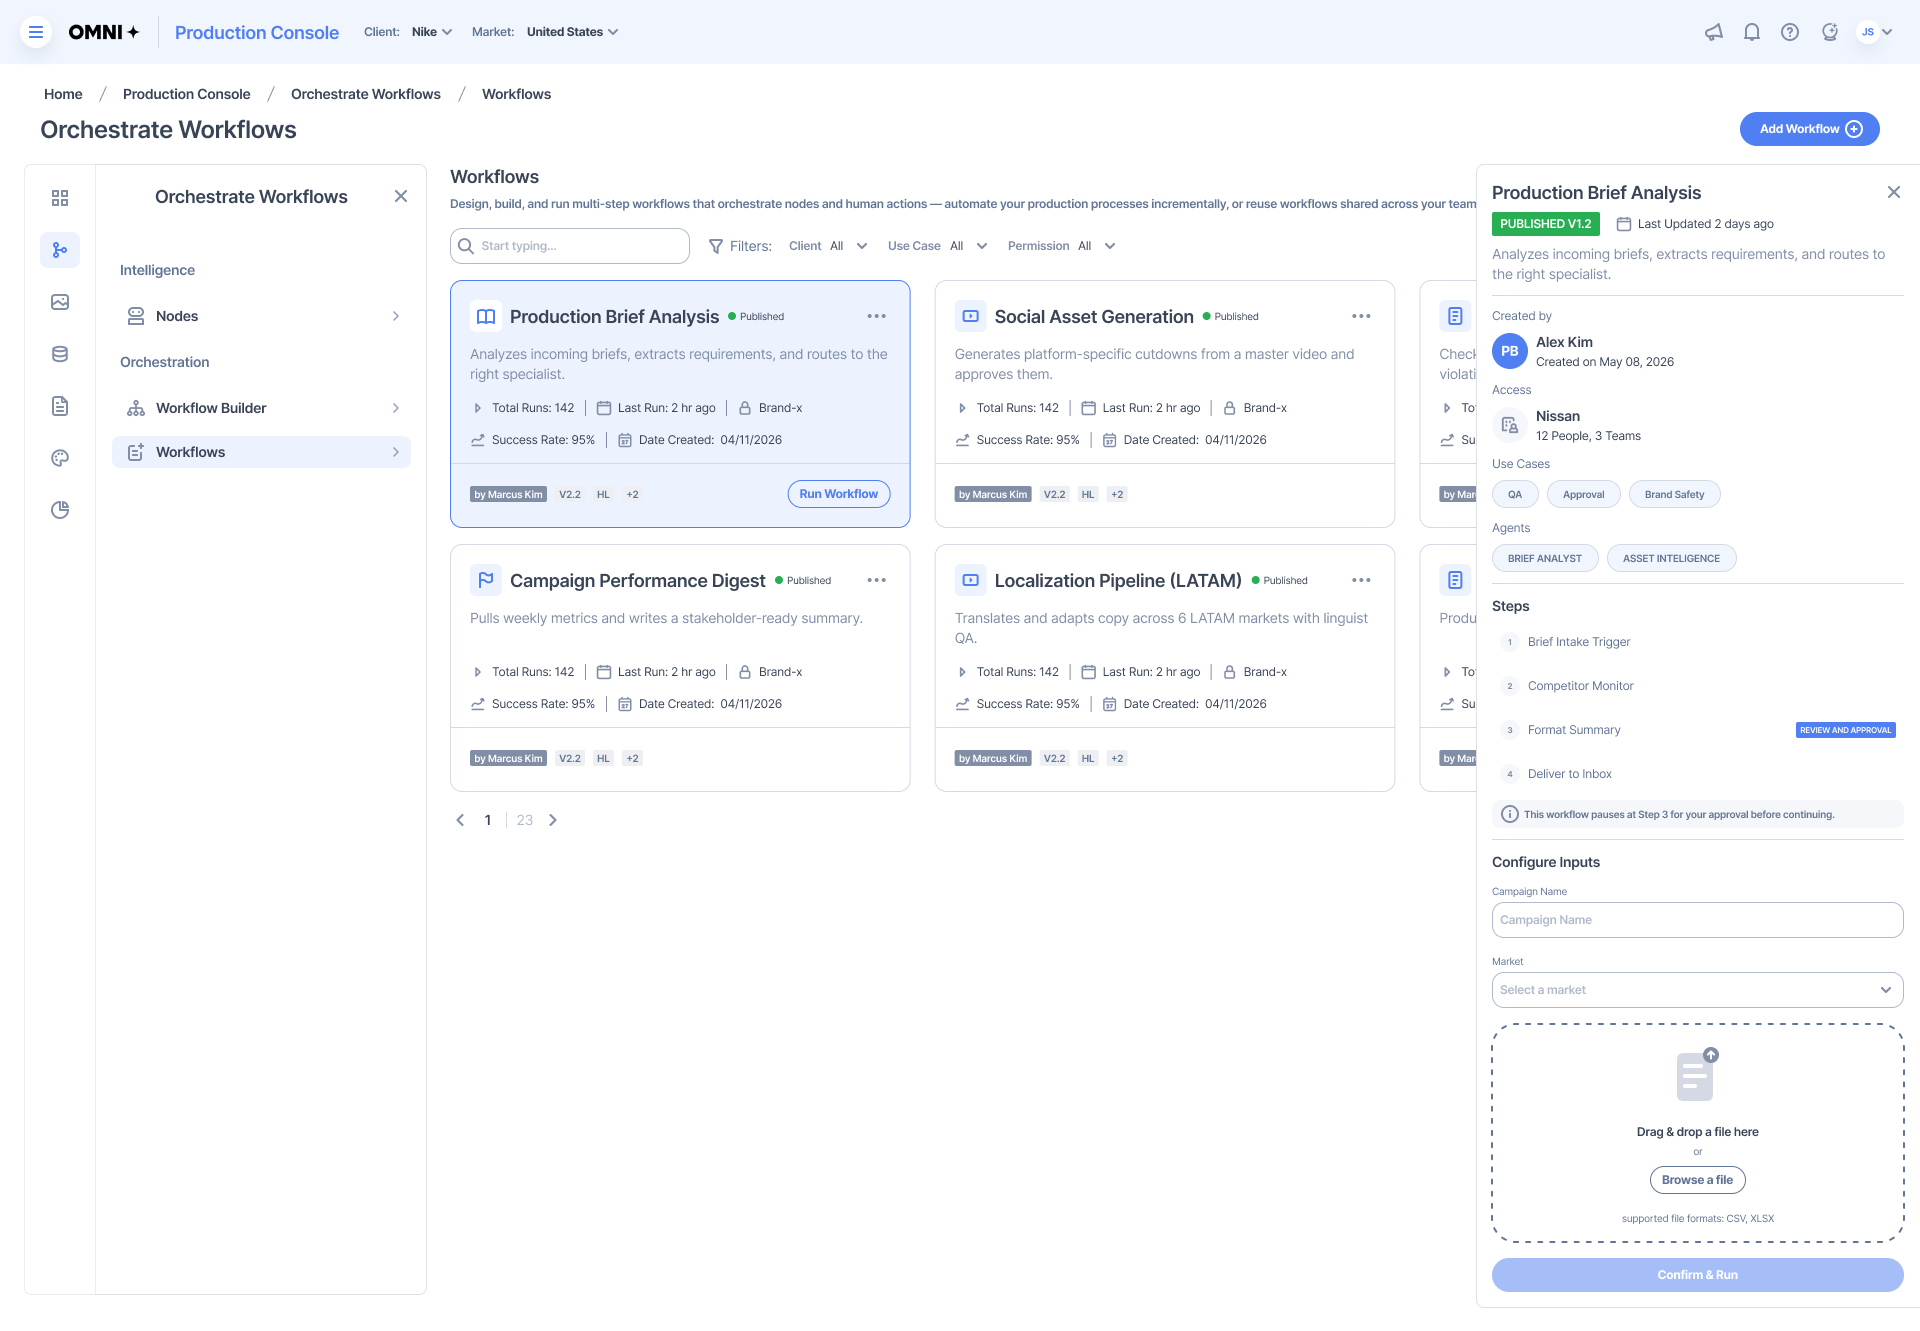 OMNI
Production Console
Client: Nike
Market: United States
JS
Home / Production Console / Orchestrate Workflows / Workflows
Orchestrate Workflows
Add Workflow
Orchestrate Workflows
Intelligence
Nodes
Orchestration
Workflow Builder
Workflows
Workflows
Design, build, and run multi-step workflows that orchestrate nodes and human actions — automate your production processes incrementally, or reuse workflows shared across your team
Start typing...
Filters:
Client All
Use Case All
Permission All
Production Brief Analysis
Published
Analyzes incoming briefs, extracts requirements, and routes to the
right specialist.
Total Runs: 142 | Last Run: 2 hr ago | Brand-x
Success Rate: 95% | Date Created: 04/11/2026
by Marcus Kim V2.2 HL +2
Run Workflow
Social Asset Generation
Published
Generates platform-specific cutdowns from a master video and
approves them.
Total Runs: 142 | Last Run: 2 hr ago | Brand-x
Success Rate: 95% | Date Created: 04/11/2026
by Marcus Kim V2.2 HL +2
Check
violati
To
Su
by Mar
Campaign Performance Digest
Published
Pulls weekly metrics and writes a stakeholder-ready summary.
Total Runs: 142 | Last Run: 2 hr ago | Brand-x
Success Rate: 95% | Date Created: 04/11/2026
by Marcus Kim V2.2 HL +2
Localization Pipeline (LATAM)
Published
Translates and adapts copy across 6 LATAM markets with linguist
QA.
Total Runs: 142 | Last Run: 2 hr ago | Brand-x
Success Rate: 95% | Date Created: 04/11/2026
by Marcus Kim V2.2 HL +2
Produ
To
Su
by Mar
1 | 23
Production Brief Analysis
PUBLISHED V1.2
Last Updated 2 days ago
Analyzes incoming briefs, extracts requirements, and routes to
the right specialist.
Created by
PB
Alex Kim
Created on May 08, 2026
Access
Nissan
12 People, 3 Teams
Use Cases
QA
Approval
Brand Safety
Agents
BRIEF ANALYST
ASSET INTELIGENCE
Steps
1 Brief Intake Trigger
2 Competitor Monitor
3 Format Summary
REVIEW AND APPROVAL
4 Deliver to Inbox
This workflow pauses at Step 3 for your approval before continuing.
Configure Inputs
Campaign Name
Campaign Name
Market
Select a market
Drag & drop a file here
or
Browse a file
supported file formats: CSV, XLSX
Confirm & Run